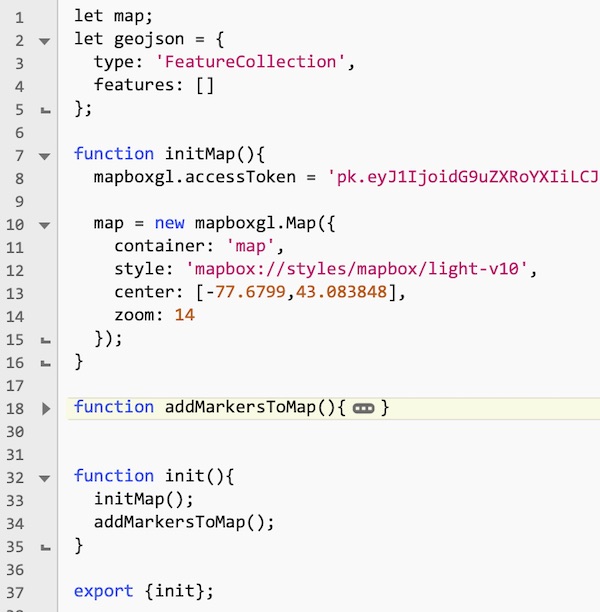 1 let map;
2 let geojson = {
3 type: 'FeatureCollection',
4 features: []
5 };
6
7 function initMap(){
8 mapboxgl.accessToken = 'pk.eyJ1IjoidG9uZXRoYXIiLCJ
9
10 map = new mapboxgl.Map({
11 container: 'map',
12 style: 'mapbox://styles/mapbox/light-v10',
13 center: [-77.6799,43.083848],
14 zoom: 14
15 });
16 }
17
18 function addMarkersToMap(){ ••• }
30
31
32 function init(){
33 initMap();
34 addMarkersToMap();
35 }
36
37 export {init};